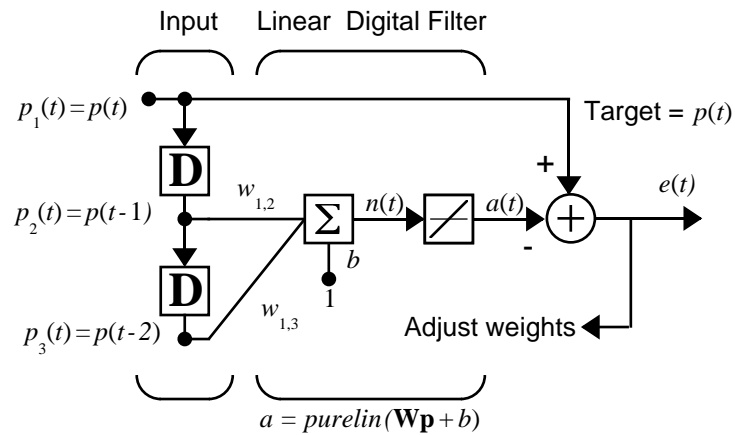 Input Linear Digital Filter
p1(t)=p(t)
Target = p(t)
D
+
e(t)
p2(t)=p(t-1)
w1,2
Σ
n(t)
a(t)
-
+
b
D
1
w1,3
p3(t)=p(t-2)
Adjust weights
a = purelin(Wp+b)